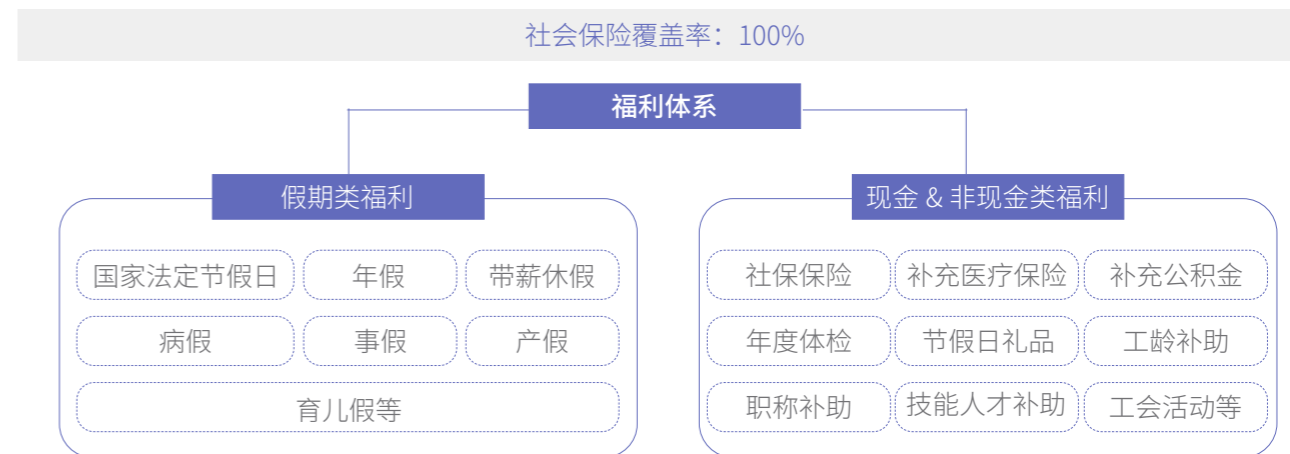 社会保险覆盖率：100%
福利体系
假期类福利
国家法定节假日 年假 带薪休假
病假 事假 产假
育儿假等
现金 & 非现金类福利
社保保险 补充医疗保险 补充公积金
年度体检 节假日礼品 工龄补助
职称补助 技能人才补助 工会活动等